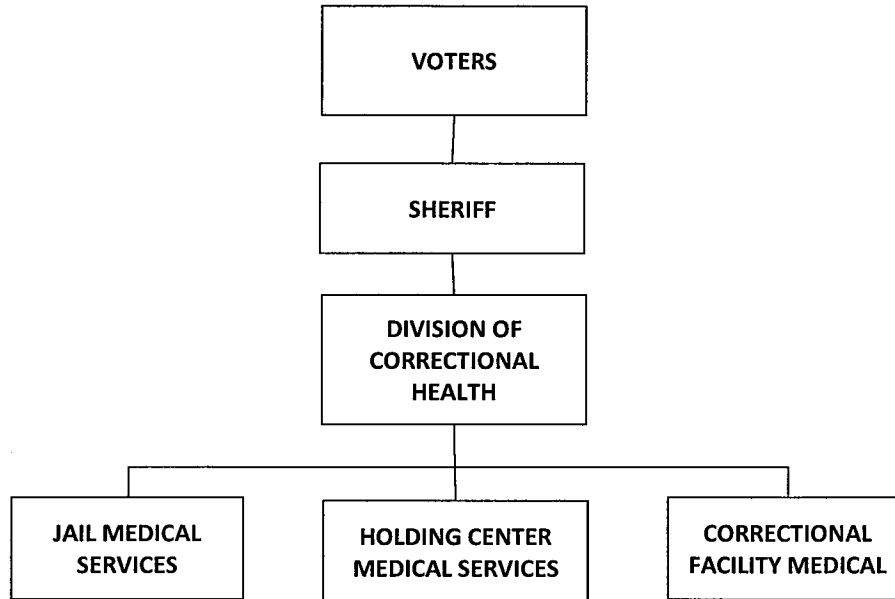 VOTERS
SHERIFF
DIVISION OF
CORRECTIONAL
HEALTH
JAIL MEDICAL
SERVICES
HOLDING CENTER
MEDICAL SERVICES
CORRECTIONAL
FACILITY MEDICAL